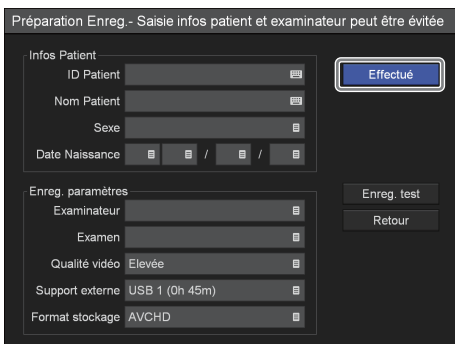 Préparation Enreg.- Saisie infos patient et examinateur peut être évitée
Infos Patient
ID Patient
Nom Patient
Sexe
Date Naissance / /
Effectué
Enreg. paramètres
Examinateur
Examen
Qualité vidéo Elevée
Support externe USB 1 (0h 45m)
Format stockage AVCHD
Enreg. test
Retour